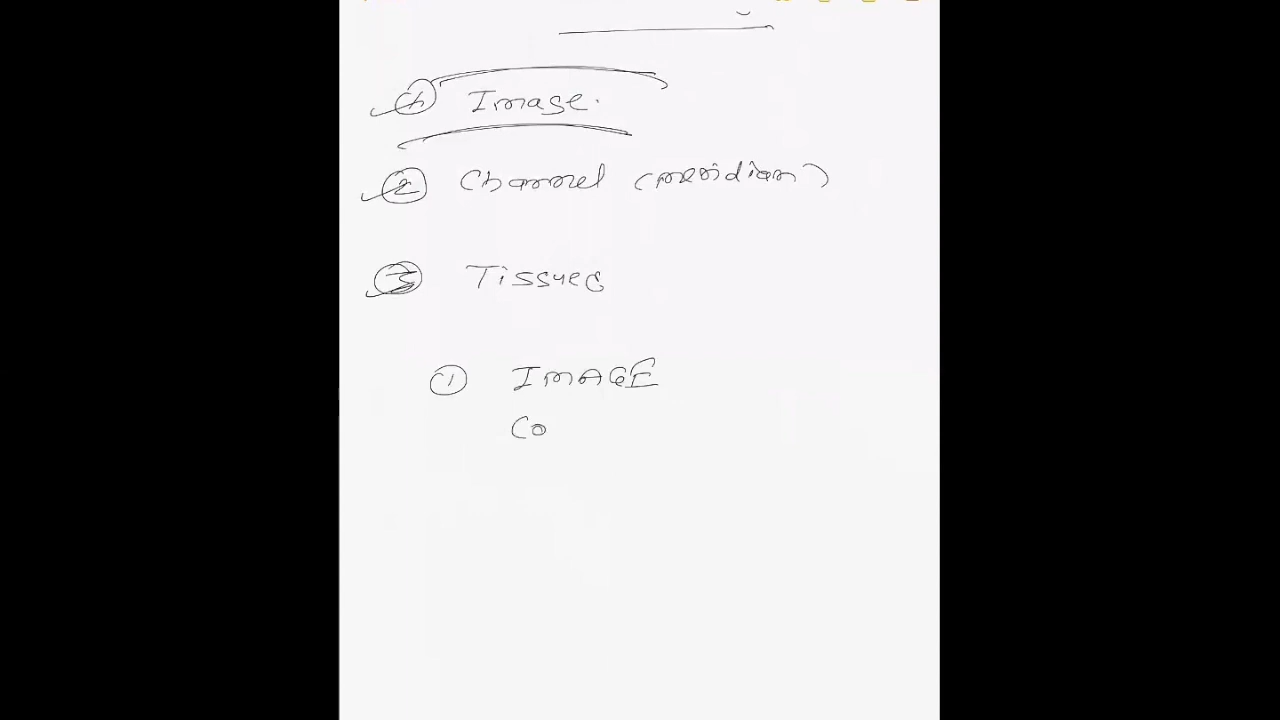 ① Image.
② Channel (meridian)
③ Tissues
① IMAGE
Co